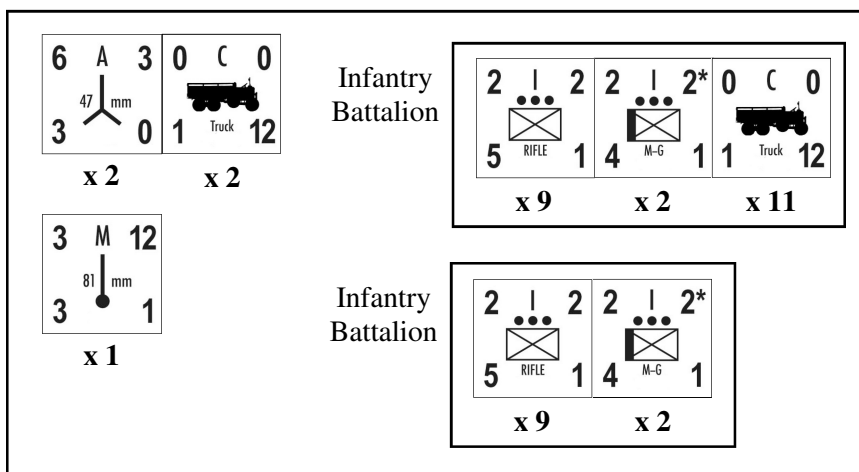 6 A 3
47 mm
3 0
x 2
0 C 0
Truck
1 12
x 2
3 M 12
81 mm
3 1
x 1
Infantry
Battalion
2 I 2
RIFLE
5 1
x 9
2 I 2*
M–G
4 1
x 2
0 C 0
Truck
1 12
x 11
Infantry
Battalion
2 I 2
RIFLE
5 1
x 9
2 I 2*
M–G
4 1
x 2